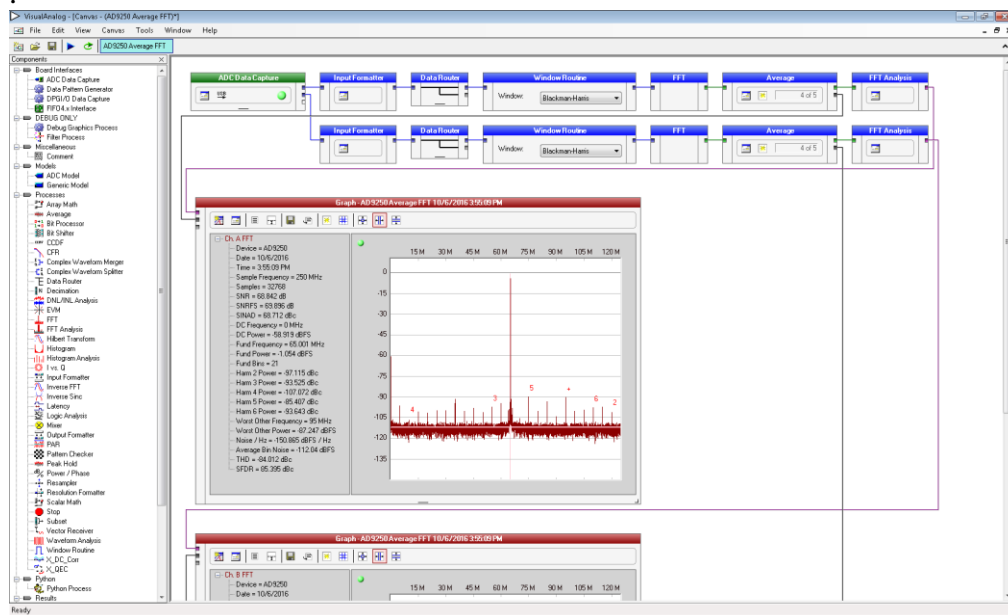 VisualAnalog - [Canvas - (AD9250 Average FFT)*]
File Edit View Canvas Tools Window Help
AD9250 Average FFT
Components
Board Interfaces
ADC Data Capture
Data Pattern Generator
DPGI/O Data Capture
FIFO4.x Interface
DEBUG ONLY
Debug Graphics Process
Filter Process
Miscellaneous
Comment
Models
ADC Model
Generic Model
Processes
Array Math
Average
Bit Processor
Bit Shifter
CCDF
CFR
Complex Waveform Merger
Complex Waveform Splitter
Data Router
Decimation
DNL/INL Analysis
EVM
FFT
FFT Analysis
Hilbert Transform
Histogram
Histogram Analysis
I vs. Q
Input Formatter
Inverse FFT
Inverse Sinc
Latency
Logic Analysis
Mixer
Output Formatter
PAR
Pattern Checker
Peak Hold
Power / Phase
Resampler
Resolution Formatter
Scalar Math
Stop
Subset
Vector Receiver
Waveform Analysis
Window Routine
X_DC_Corr
X_QEC
Python
Python Process
Results
Ready
ADC Data Capture Input Formatter Data Router Window Routine FFT Average FFT Analysis
Window: Blackman-Harris 4 of 5
Input Formatter Data Router Window Routine FFT Average FFT Analysis
Window: Blackman-Harris 4 of 5
Graph - AD9250 Average FFT 10/6/2016 3:55:09 PM
Ch. A FFT
Device = AD9250
Date = 10/6/2016
Time = 3:55:09 PM
Sample Frequency = 250 MHz
Samples = 32768
SNR = 68.842 dB
SNRFS = 69.896 dB
SINAD = 68.712 dBc
DC Frequency = 0 MHz
DC Power = -58.919 dBFS
Fund Frequency = 65.001 MHz
Fund Power = -1.054 dBFS
Fund Bins = 21
Harm 2 Power = -97.115 dBc
Harm 3 Power = -93.525 dBc
Harm 4 Power = -107.072 dBc
Harm 5 Power = -85.407 dBc
Harm 6 Power = -93.643 dBc
Worst Other Frequency = 95 MHz
Worst Other Power = -87.247 dBFS
Noise / Hz = -150.865 dBFS / Hz
Average Bin Noise = -112.04 dBFS
THD = -84.012 dBc
SFDR = 85.395 dBc
15 M 30 M 45 M 60 M 75 M 90 M 105 M 120 M
0
-15
-30
-45
-60
-75
-90
-105
-120
-135
4 3 5 + 6 2
Graph - AD9250 Average FFT 10/6/2016 3:55:09 PM
Ch. B FFT
Device = AD9250
Date = 10/6/2016
15 M 30 M 45 M 60 M 75 M 90 M 105 M 120 M